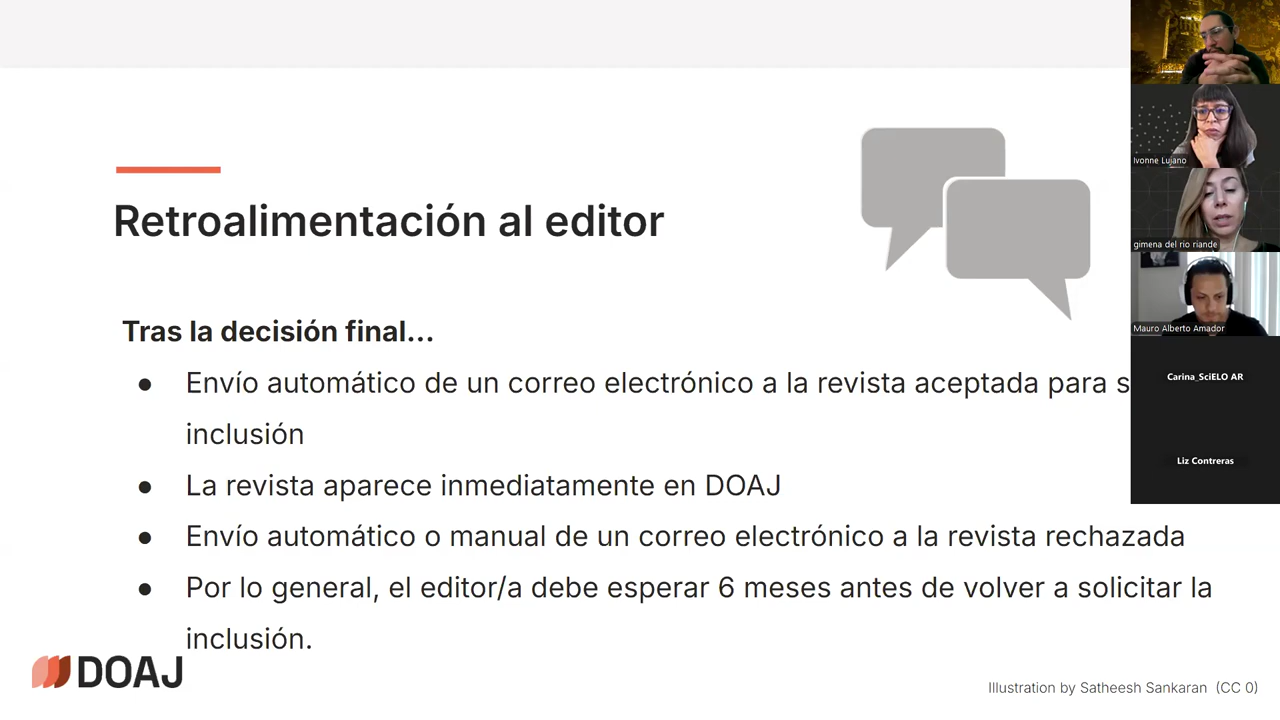 Retroalimentación al editor
Tras la decisión final...
● Envío automático de un correo electrónico a la revista aceptada para s
inclusión
● La revista aparece inmediatamente en DOAJ
● Envío automático o manual de un correo electrónico a la revista rechazada
● Por lo general, el editor/a debe esperar 6 meses antes de volver a solicitar la
inclusión.
DOAJ
Illustration by Satheesh Sankaran (CC 0)
Ivonne Lujano
gimena del rio riande
Mauro Alberto Amador
Carina_SciELO AR
Liz Contreras